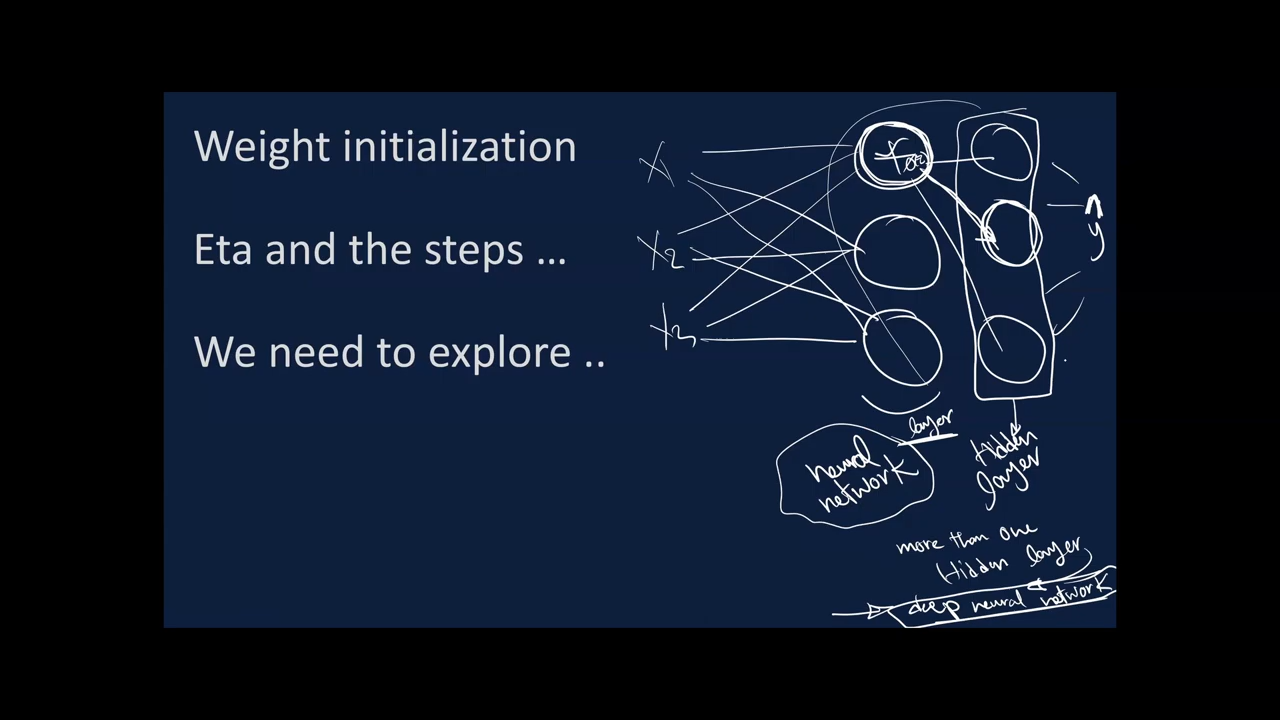 Weight initialization
Eta and the steps ...
We need to explore ..
X1
X2
X3
ŷ
layer
neural
network
Hidden
layer
more than one
Hidden layer
deep neural network